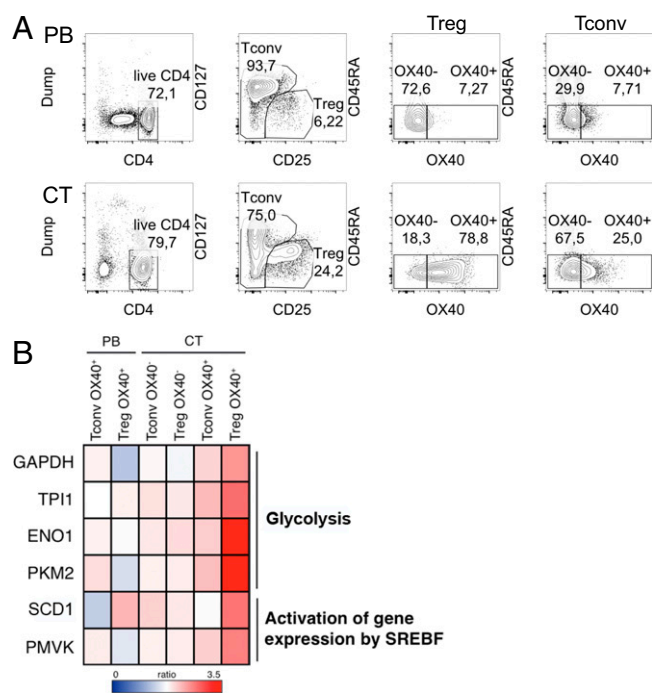 A
PB
Treg
Tconv
Dump
live CD4
72,1
CD4
CD127
Tconv
93,7
Treg
6,22
CD25
CD45RA
OX40- OX40+
72,6 7,27
OX40
CD45RA
OX40- OX40+
29,9 7,71
OX40
CT
Dump
live CD4
79,7
CD4
CD127
Tconv
75,0
Treg
24,2
CD25
CD45RA
OX40- OX40+
18,3 78,8
OX40
CD45RA
OX40- OX40+
67,5 25,0
OX40
B
PB CT
Tconv OX40⁺
Treg OX40⁺
Tconv OX40⁻
Treg OX40⁻
Tconv OX40⁺
Treg OX40⁺
GAPDH
TPI1
ENO1
PKM2
SCD1
PMVK
Glycolysis
Activation of gene
expression by SREBF
0 ratio 3.5